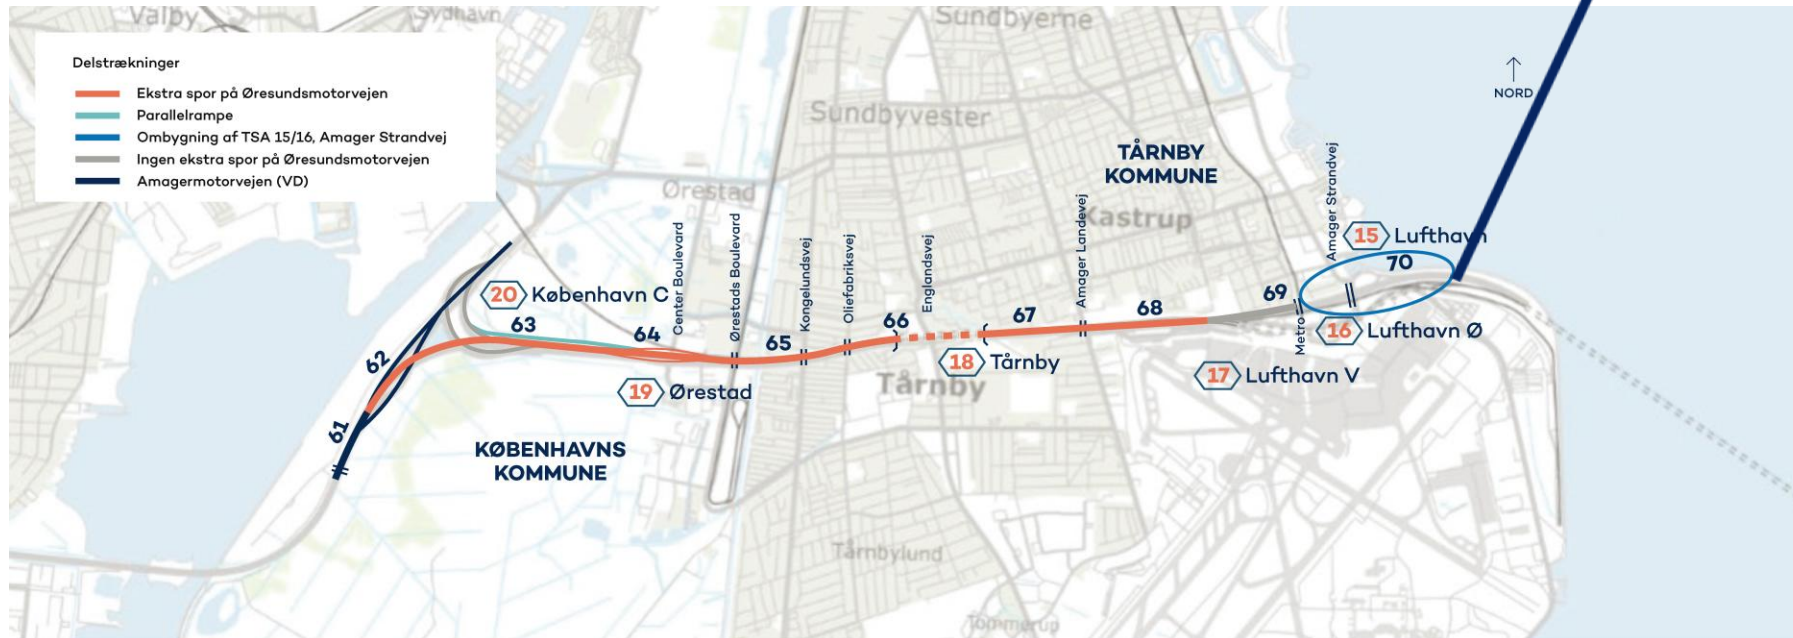 Valby
Sydhavn
Sundbyerne
Delstrækninger
Ekstra spor på Øresundsmotorvejen
Parallelrampe
Ombygning af TSA 15/16, Amager Strandvej
Ingen ekstra spor på Øresundsmotorvejen
Amagermotorvejen (VD)
NORD
Sundbyvester
TÅRNBY
KOMMUNE
Ørestad
Kastrup
Amager Strandvej
15 Lufthavn
70
Center Boulevard
Ørestads Boulevard
Kongelundsvej
Oliefabriksvej
Englandsvej
Amager Landevej
20 København C
63
64
65
66
67
68
69
Metro
16 Lufthavn Ø
62
61
18 Tårnby
17 Lufthavn V
19 Ørestad
Tårnby
KØBENHAVNS
KOMMUNE
Tårnbylund
Tømmerup